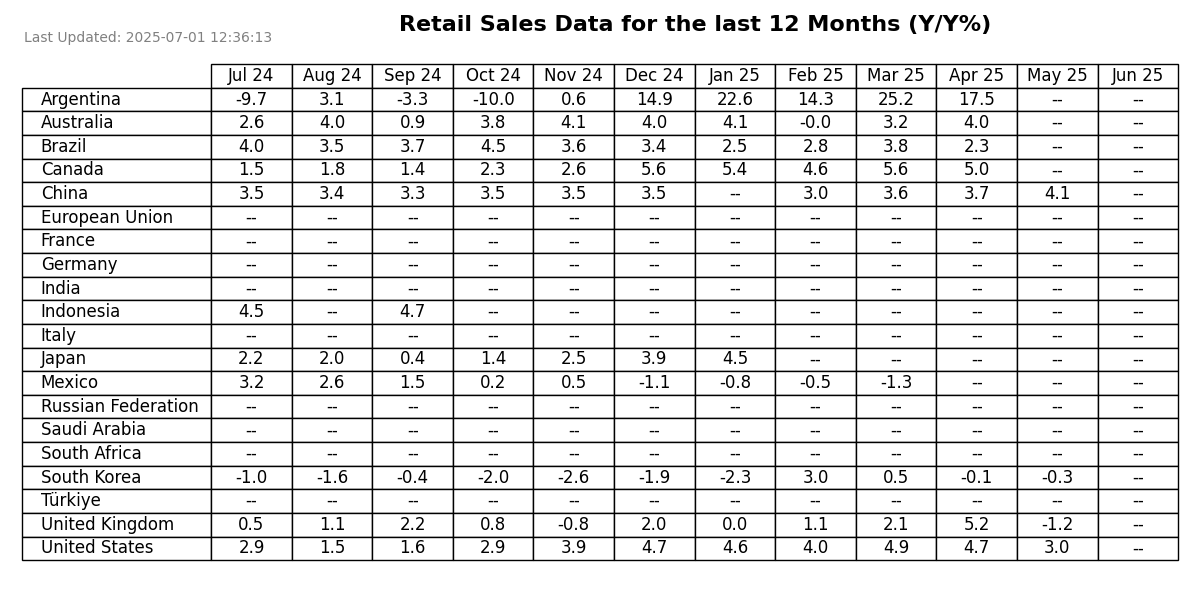 Retail Sales Data for the last 12 Months (Y/Y%)
Last Updated: 2025-07-01 12:36:13
Jul 24 Aug 24 Sep 24 Oct 24 Nov 24 Dec 24 Jan 25 Feb 25 Mar 25 Apr 25 May 25 Jun 25
Argentina -9.7 3.1 -3.3 -10.0 0.6 14.9 22.6 14.3 25.2 17.5 -- --
Australia 2.6 4.0 0.9 3.8 4.1 4.0 4.1 -0.0 3.2 4.0 -- --
Brazil 4.0 3.5 3.7 4.5 3.6 3.4 2.5 2.8 3.8 2.3 -- --
Canada 1.5 1.8 1.4 2.3 2.6 5.6 5.4 4.6 5.6 5.0 -- --
China 3.5 3.4 3.3 3.5 3.5 3.5 -- 3.0 3.6 3.7 4.1 --
European Union -- -- -- -- -- -- -- -- -- -- -- --
France -- -- -- -- -- -- -- -- -- -- -- --
Germany -- -- -- -- -- -- -- -- -- -- -- --
India -- -- -- -- -- -- -- -- -- -- -- --
Indonesia 4.5 -- 4.7 -- -- -- -- -- -- -- -- --
Italy -- -- -- -- -- -- -- -- -- -- -- --
Japan 2.2 2.0 0.4 1.4 2.5 3.9 4.5 -- -- -- -- --
Mexico 3.2 2.6 1.5 0.2 0.5 -1.1 -0.8 -0.5 -1.3 -- -- --
Russian Federation -- -- -- -- -- -- -- -- -- -- -- --
Saudi Arabia -- -- -- -- -- -- -- -- -- -- -- --
South Africa -- -- -- -- -- -- -- -- -- -- -- --
South Korea -1.0 -1.6 -0.4 -2.0 -2.6 -1.9 -2.3 3.0 0.5 -0.1 -0.3 --
Türkiye -- -- -- -- -- -- -- -- -- -- -- --
United Kingdom 0.5 1.1 2.2 0.8 -0.8 2.0 0.0 1.1 2.1 5.2 -1.2 --
United States 2.9 1.5 1.6 2.9 3.9 4.7 4.6 4.0 4.9 4.7 3.0 --